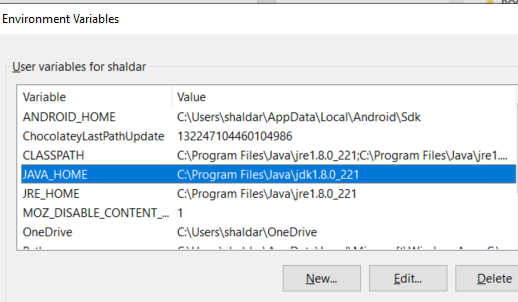 Environment Variables
User variables for shaldar
Variable Value
ANDROID_HOME C:\Users\shaldar\AppData\Local\Android\Sdk
ChocolateyLastPathUpdate 132247104460104986
CLASSPATH C:\Program Files\Java\jre1.8.0_221;C:\Program Files\Java\jre1....
JAVA_HOME C:\Program Files\Java\jdk1.8.0_221
JRE_HOME C:\Program Files\Java\jre1.8.0_221
MOZ_DISABLE_CONTENT_... 1
OneDrive C:\Users\shaldar\OneDrive
New... Edit... Delete